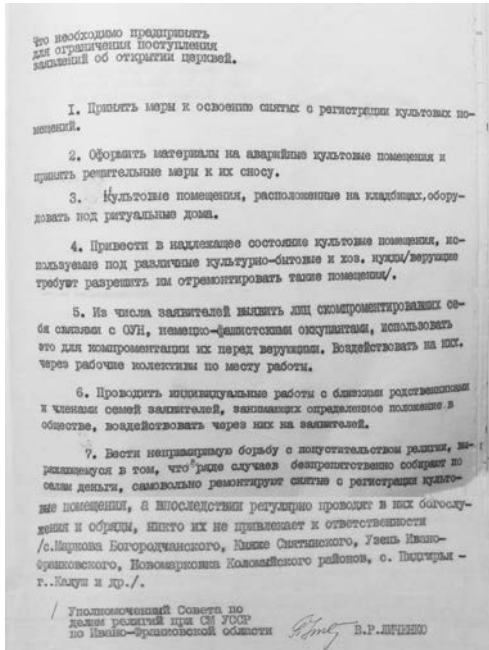 Что необходимо предпринять
для ограничения поступления
заявлений об открытии церквей.
1. Принять меры к освоению снятых с регистрации культовых по-
мещений.
2. Оформить материалы на аварийные культовые помещения и
принять решительные меры к их сносу.
3. Культовые помещения, расположенные на кладбищах, обору-
довать под ритуальные дома.
4. Привести в надлежащее состояние культовые помещения, ис-
пользуемые под различные культурно-бытовые и хоз. нужды/верующие
требуют разрешить им отремонтировать такие помещения/.
5. Из числа заявителей выявить лиц скомпроментировавших се-
бя связями с ОУН, немецко-фашистскими оккупантами, использовать
это для компроментации их перед верующими. Воздействовать на них.
через рабочие колективы по месту работы.
6. Проводить индивидуальные работы с близкими родственниками
и членами семей заявителей, занимающих определенное положение в
обществе, воздействовать через них на заявителей.
7. Вести непримиримую борьбу с попустительством религии, вы-
ражающемуся в том, что в ряде случаев безпрепятственно собирают по
селам деньги, самовольно ремонтируют снятые с регистрации культо-
вые помещения, а впоследствии регулярно проводят в них богослу-
жения и обряды, никто их не привлекает к ответственности
/с.Маркова Богородчанского, Княже Снятинского, Узень Ивано-
Франковского, Новомарковка Коломыйского районов, с. Пидгирья -
г..Калуш и др./.
/ Уполномоченный Совета по
делам религий при СМ УССР
по Ивано-Франковской области В.Р.ЛИЧЕНКО